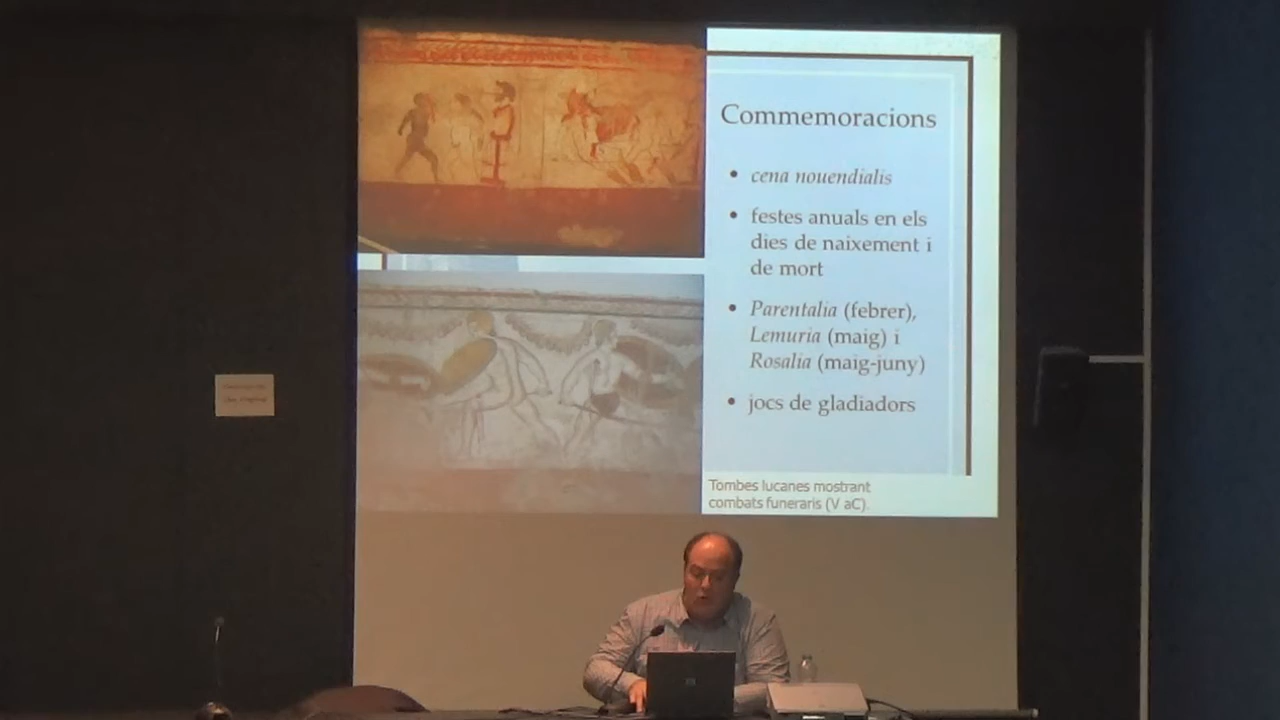 Commemoracions
• cena nouendialis
• festes anuals en els
dies de naixement i
de mort
• Parentalia (febrer),
Lemuria (maig) i
Rosalia (maig-juny)
• jocs de gladiadors
Tombes lucanes mostrant
combats funeraris (V aC).